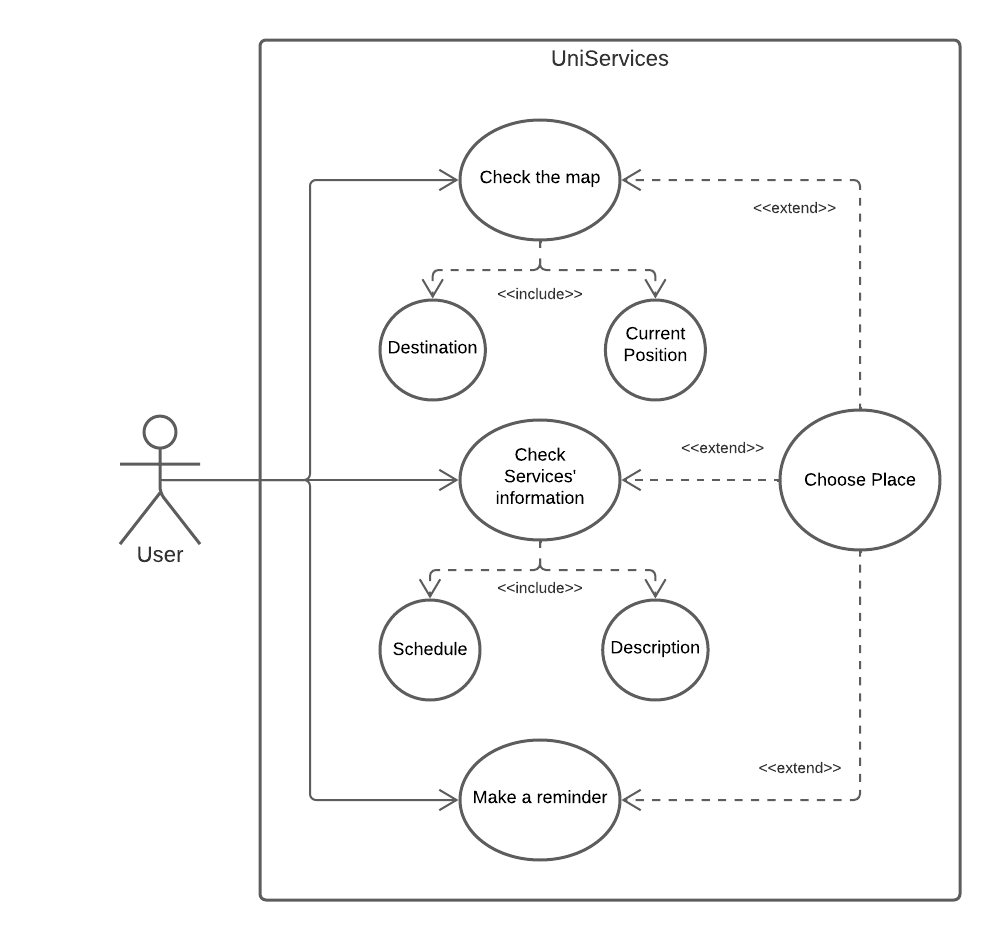 UniServices
Check the map
<<extend>>
<<include>>
Destination
Current
Position
Check
Services'
information
<<extend>>
Choose Place
User
<<include>>
Schedule
Description
<<extend>>
Make a reminder